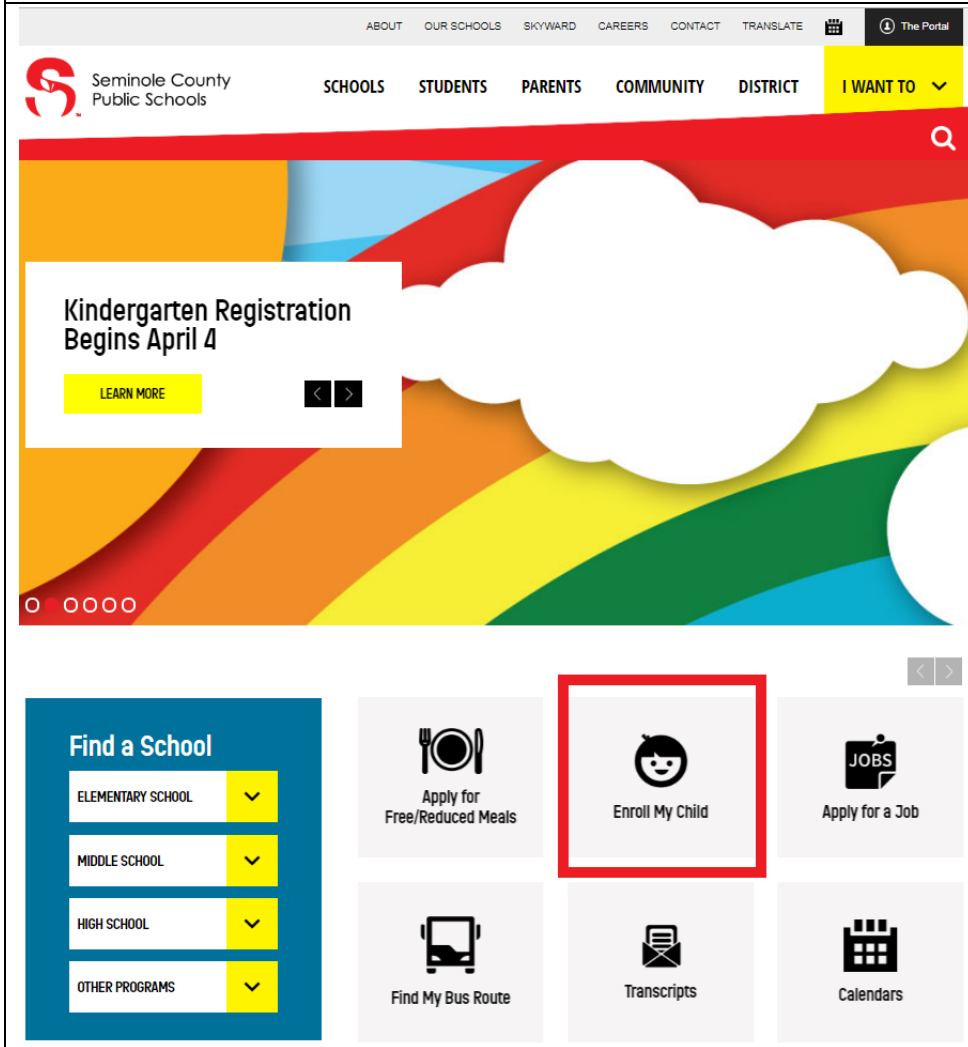 ABOUT OUR SCHOOLS SKYWARD CAREERS CONTACT TRANSLATE The Portal
Seminole County
Public Schools
SCHOOLS STUDENTS PARENTS COMMUNITY DISTRICT I WANT TO
Kindergarten Registration
Begins April 4
LEARN MORE
Find a School
ELEMENTARY SCHOOL
MIDDLE SCHOOL
HIGH SCHOOL
OTHER PROGRAMS
Apply for
Free/Reduced Meals
Enroll My Child
JOBS
Apply for a Job
Find My Bus Route
Transcripts
Calendars